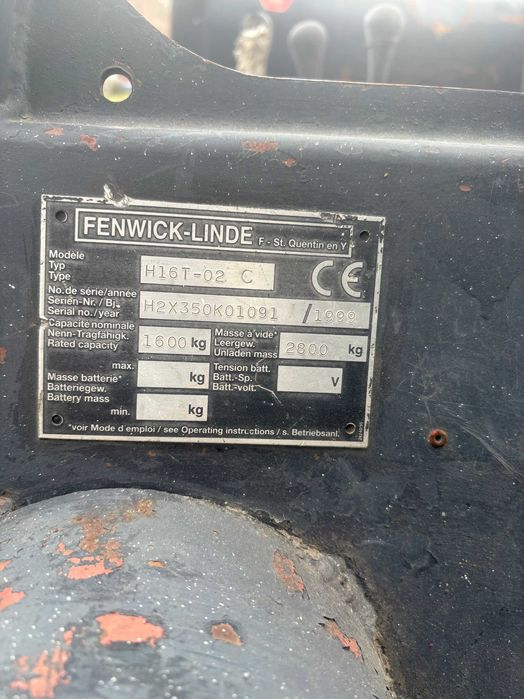 FENWICK-LINDE F - St. Quentin en Y
Modèle
Typ
Type
H16T-02 C
CE
No. de série/année
Serien-Nr. / Bj.
Serial no./year
H2X350K01091 /1999
Capacité nominale
Nenn-Tragfähigk.
Rated capacity
1600 kg
Masse à vide*
Leergew.
Unladen mass
2800 kg
max.
kg
Masse batterie*
Batteriegew.
Battery mass
Tension batt.
Batt.-Sp.
Batt.-volt.
V
min.
kg
*voir Mode d emploi / see Operating instructions / s. Betriebsanl.